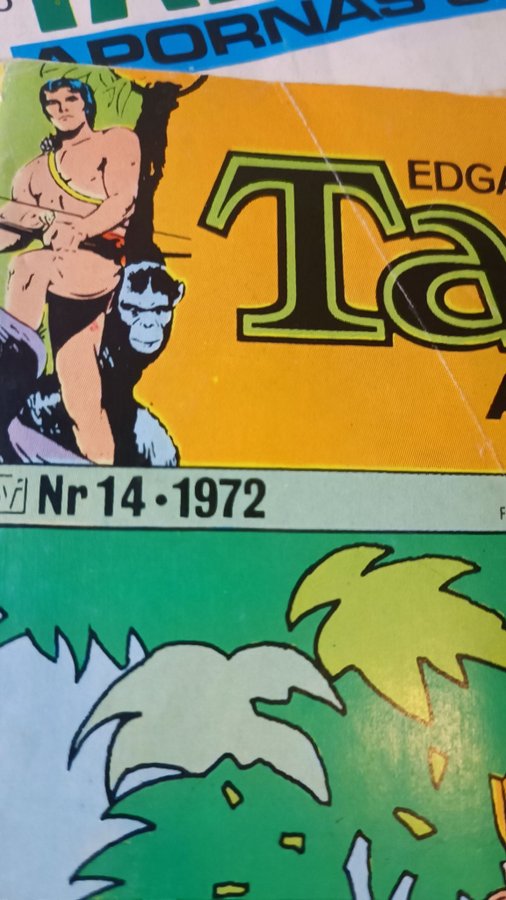 APORNAS
EDGA
Ta
Nr 14 • 1972